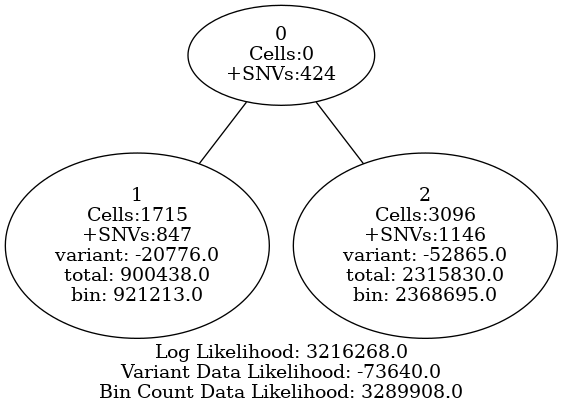 0
Cells:0
+SNVs:424
1
Cells:1715
+SNVs:847
variant: -20776.0
total: 900438.0
bin: 921213.0
2
Cells:3096
+SNVs:1146
variant: -52865.0
total: 2315830.0
bin: 2368695.0
Log Likelihood: 3216268.0
Variant Data Likelihood: -73640.0
Bin Count Data Likelihood: 3289908.0